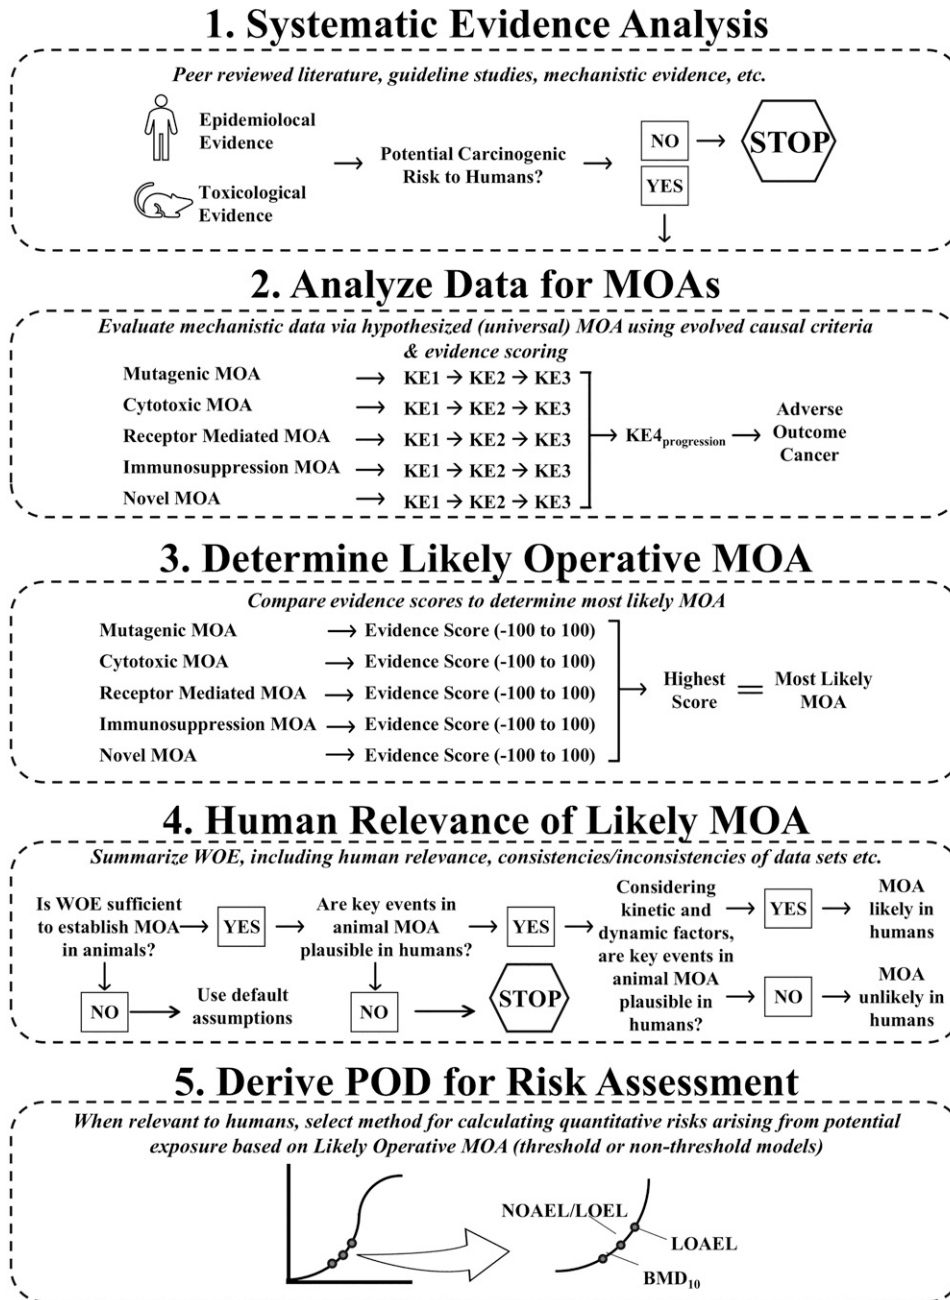 1. Systematic Evidence Analysis
Peer reviewed literature, guideline studies, mechanistic evidence, etc.
Epidemiolocal
Evidence
Toxicological
Evidence
Potential Carcinogenic
Risk to Humans?
NO
STOP
YES
2. Analyze Data for MOAs
Evaluate mechanistic data via hypothesized (universal) MOA using evolved causal criteria
& evidence scoring
Mutagenic MOA → KE1 → KE2 → KE3
Cytotoxic MOA → KE1 → KE2 → KE3
Receptor Mediated MOA → KE1 → KE2 → KE3
Immunosuppression MOA → KE1 → KE2 → KE3
Novel MOA → KE1 → KE2 → KE3
KE4progression
Adverse
Outcome
Cancer
3. Determine Likely Operative MOA
Compare evidence scores to determine most likely MOA
Mutagenic MOA → Evidence Score (-100 to 100)
Cytotoxic MOA → Evidence Score (-100 to 100)
Receptor Mediated MOA → Evidence Score (-100 to 100)
Immunosuppression MOA → Evidence Score (-100 to 100)
Novel MOA → Evidence Score (-100 to 100)
Highest
Score
=
Most Likely
MOA
4. Human Relevance of Likely MOA
Summarize WOE, including human relevance, consistencies/inconsistencies of data sets etc.
Is WOE sufficient
to establish MOA
in animals?
YES
NO
Use default
assumptions
Are key events in
animal MOA
plausible in humans?
YES
NO
STOP
Considering
kinetic and
dynamic factors,
are key events in
animal MOA
plausible in
humans?
YES
MOA
likely in
humans
NO
MOA
unlikely in
humans
5. Derive POD for Risk Assessment
When relevant to humans, select method for calculating quantitative risks arising from potential
exposure based on Likely Operative MOA (threshold or non-threshold models)
NOAEL/LOEL
LOAEL
BMD10